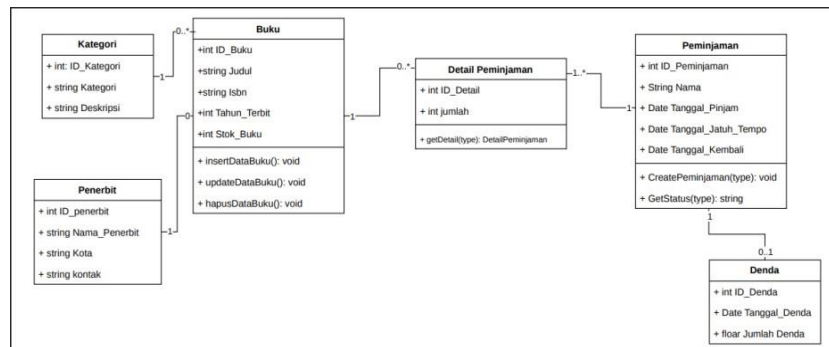 Kategori
+ int: ID_Kategori
+ string Kategori
+ string Deskripsi
1
0..*
Buku
+int ID_Buku
+string Judul
+string Isbn
+int Tahun_Terbit
+int Stok_Buku
+ insertDataBuku(): void
+ updateDataBuku(): void
+ hapusDataBuku(): void
0
1
Penerbit
+ int ID_penerbit
+ string Nama_Penerbit
+ string Kota
+ string kontak
1
0..*
Detail Peminjaman
+ int ID_Detail
+ int jumlah
+ getDetail(type): DetailPeminjaman
1..*
1
Peminjaman
+ int ID_Peminjaman
+ String Nama
+ Date Tanggal_Pinjam
+ Date Tanggal_Jatuh_Tempo
+ Date Tanggal_Kembali
+ CreatePeminjaman(type): void
+ GetStatus(type): string
1
0..1
Denda
+ int ID_Denda
+ Date Tanggal_Denda
+ floar Jumlah Denda